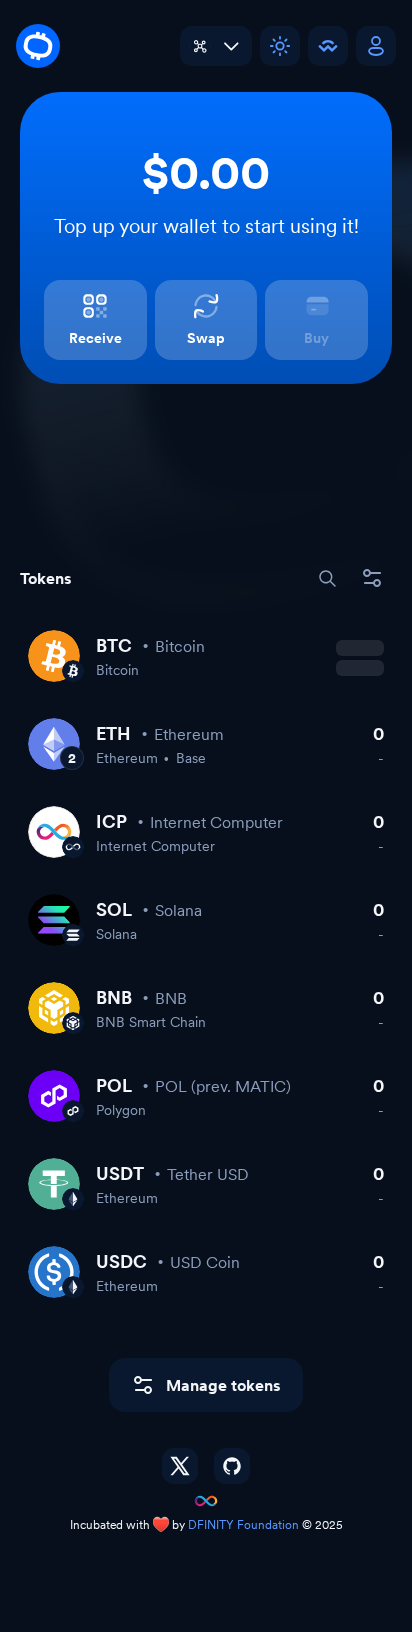 $0.00
Top up your wallet to start using it!
Receive Swap Buy
Tokens
BTC • Bitcoin
Bitcoin
ETH • Ethereum 0
2 Ethereum • Base -
ICP • Internet Computer 0
Internet Computer -
SOL • Solana 0
Solana -
BNB • BNB 0
BNB Smart Chain -
POL • POL (prev. MATIC) 0
Polygon -
USDT • Tether USD 0
Ethereum -
USDC • USD Coin 0
Ethereum -
Manage tokens
Incubated with ❤️ by DFINITY Foundation © 2025